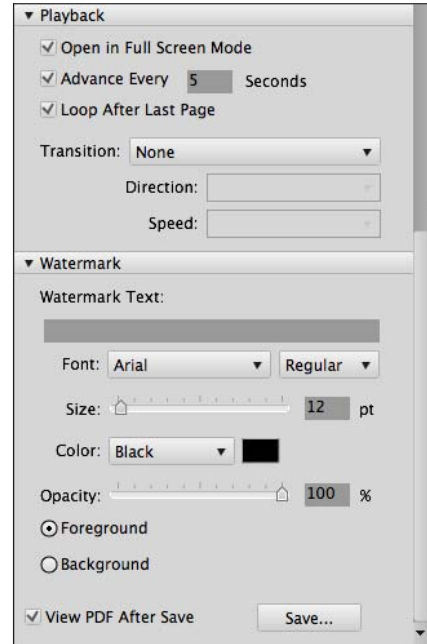 Playback
Open in Full Screen Mode
Advance Every 5 Seconds
Loop After Last Page
Transition: None
Direction:
Speed:
Watermark
Watermark Text:
Font: Arial Regular
Size: 12 pt
Color: Black
Opacity: 100 %
Foreground
Background
View PDF After Save Save...